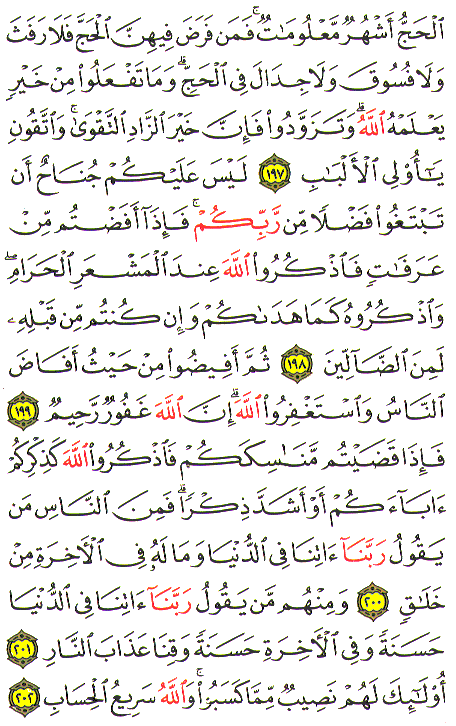 ٱلْحَجُّ أَشْهُرٌ مَّعْلُومَٰتٌ ۚ فَمَن فَرَضَ فِيهِنَّ ٱلْحَجَّ فَلَا رَفَثَ
وَلَا فُسُوقَ وَلَا جِدَالَ فِى ٱلْحَجِّ ۗ وَمَا تَفْعَلُوا۟ مِنْ خَيْرٍ
يَعْلَمْهُ ٱللَّهُ ۗ وَتَزَوَّدُوا۟ فَإِنَّ خَيْرَ ٱلزَّادِ ٱلتَّقْوَىٰ ۚ وَٱتَّقُونِ
يَٰٓأُو۟لِى ٱلْأَلْبَٰبِ ١٩٧ لَيْسَ عَلَيْكُمْ جُنَاحٌ أَن
تَبْتَغُوا۟ فَضْلًا مِّن رَّبِّكُمْ ۚ فَإِذَآ أَفَضْتُم مِّنْ
عَرَفَٰتٍ فَٱذْكُرُوا۟ ٱللَّهَ عِندَ ٱلْمَشْعَرِ ٱلْحَرَامِ ۖ
وَٱذْكُرُوهُ كَمَا هَدَىٰكُمْ وَإِن كُنتُم مِّن قَبْلِهِۦ
لَمِنَ ٱلضَّآلِّينَ ١٩٨ ثُمَّ أَفِيضُوا۟ مِنْ حَيْثُ أَفَاضَ
ٱلنَّاسُ وَٱسْتَغْفِرُوا۟ ٱللَّهَ ۚ إِنَّ ٱللَّهَ غَفُورٌ رَّحِيمٌ ١٩٩
فَإِذَا قَضَيْتُم مَّنَٰسِكَكُمْ فَٱذْكُرُوا۟ ٱللَّهَ كَذِكْرِكُمْ
ءَابَآءَكُمْ أَوْ أَشَدَّ ذِكْرًا ۗ فَمِنَ ٱلنَّاسِ مَن
يَقُولُ رَبَّنَآ ءَاتِنَا فِى ٱلدُّنْيَا وَمَا لَهُۥ فِى ٱلْءَاخِرَةِ مِنْ
خَلَٰقٍ ٢٠٠ وَمِنْهُم مَّن يَقُولُ رَبَّنَآ ءَاتِنَا فِى ٱلدُّنْيَا
حَسَنَةً وَفِى ٱلْءَاخِرَةِ حَسَنَةً وَقِنَا عَذَابَ ٱلنَّارِ ٢٠١
أُو۟لَٰٓئِكَ لَهُمْ نَصِيبٌ مِّمَّا كَسَبُوا۟ ۚ وَٱللَّهُ سَرِيعُ ٱلْحِسَابِ ٢٠٢